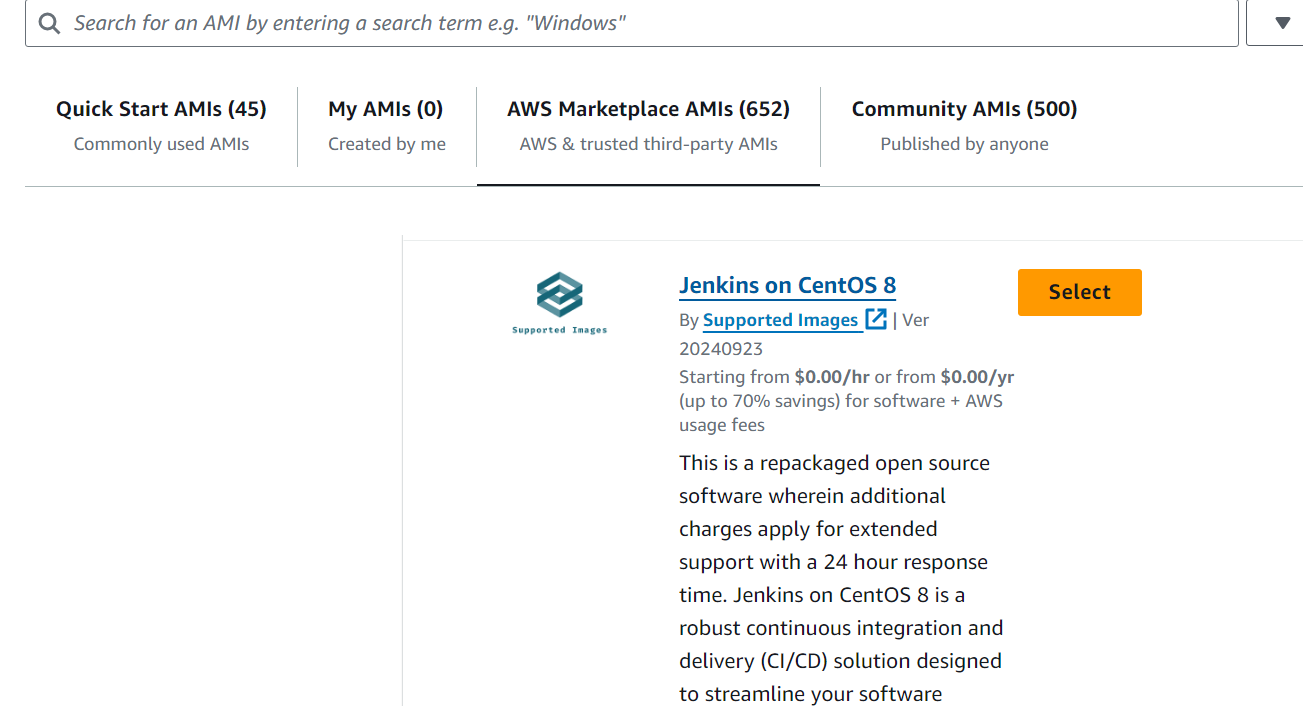 Search for an AMI by entering a search term e.g. "Windows"
Quick Start AMIs (45)
Commonly used AMIs
My AMIs (0)
Created by me
AWS Marketplace AMIs (652)
AWS & trusted third-party AMIs
Community AMIs (500)
Published by anyone
Supported Images
Jenkins on CentOS 8
Select
By Supported Images | Ver
20240923
Starting from $0.00/hr or from $0.00/yr
(up to 70% savings) for software + AWS
usage fees
This is a repackaged open source
software wherein additional
charges apply for extended
support with a 24 hour response
time. Jenkins on CentOS 8 is a
robust continuous integration and
delivery (CI/CD) solution designed
to streamline your software